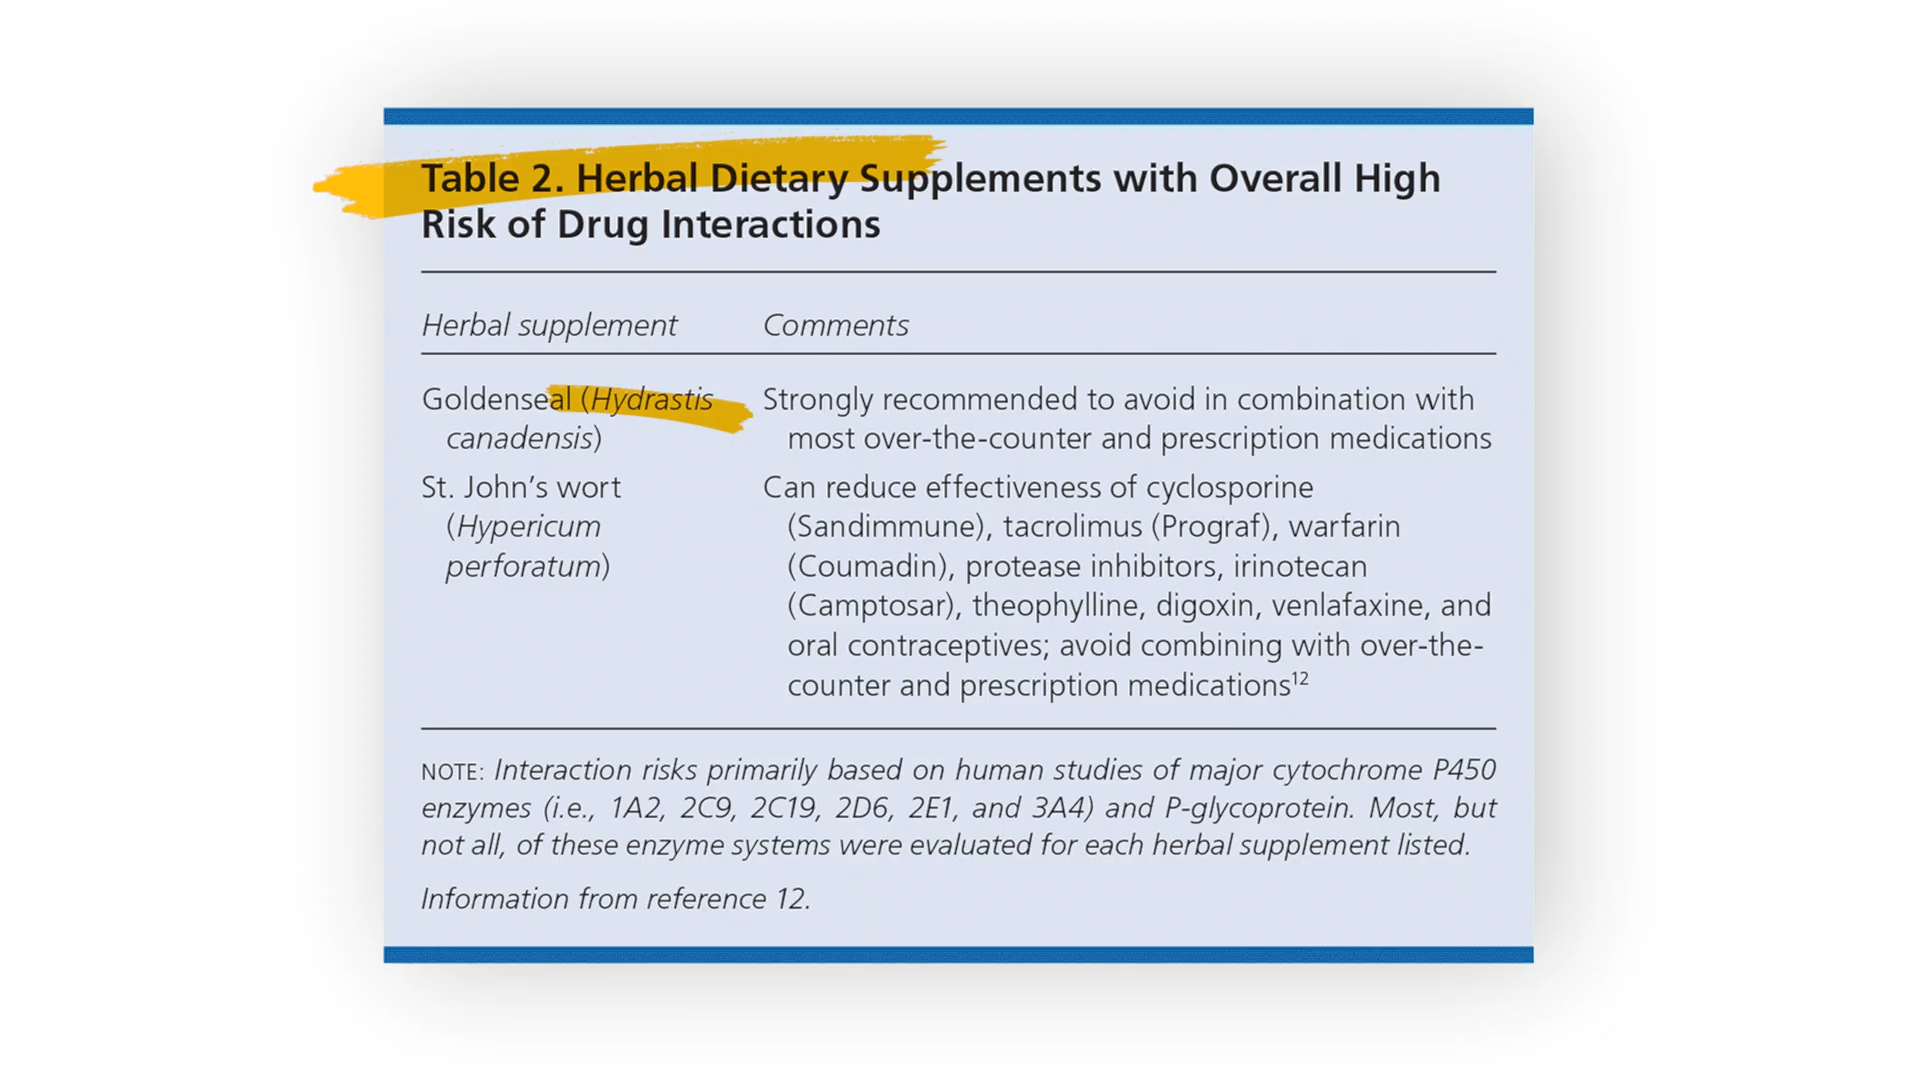 Table 2. Herbal Dietary Supplements with Overall High
Risk of Drug Interactions
Herbal supplement Comments
Goldenseal (Hydrastis Strongly recommended to avoid in combination with
canadensis) most over-the-counter and prescription medications
St. John’s wort Can reduce effectiveness of cyclosporine
(Hypericum (Sandimmune), tacrolimus (Prograf), warfarin
perforatum) (Coumadin), protease inhibitors, irinotecan
(Camptosar), theophylline, digoxin, venlafaxine, and
oral contraceptives; avoid combining with over-the-
counter and prescription medications¹²
NOTE: Interaction risks primarily based on human studies of major cytochrome P450
enzymes (i.e., 1A2, 2C9, 2C19, 2D6, 2E1, and 3A4) and P-glycoprotein. Most, but
not all, of these enzyme systems were evaluated for each herbal supplement listed.
Information from reference 12.